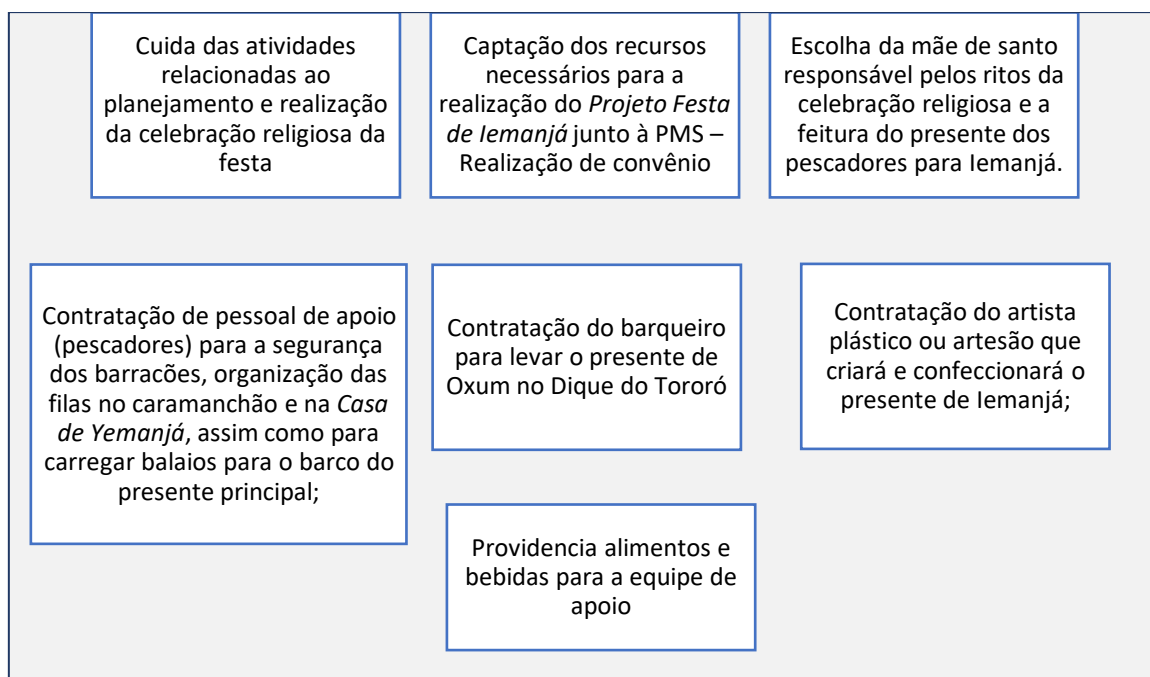 Cuida das atividades
relacionadas ao
planejamento e realização
da celebração religiosa da
festa
Captação dos recursos
necessários para a
realização do Projeto Festa
de Iemanjá junto à PMS –
Realização de convênio
Escolha da mãe de santo
responsável pelos ritos da
celebração religiosa e a
feitura do presente dos
pescadores para Iemanjá.
Contratação de pessoal de apoio
(pescadores) para a segurança
dos barracões, organização das
filas no caramanchão e na Casa
de Yemanjá, assim como para
carregar balaios para o barco do
presente principal;
Contratação do barqueiro
para levar o presente de
Oxum no Dique do Tororó
Contratação do artista
plástico ou artesão que
criará e confeccionará o
presente de Iemanjá;
Providencia alimentos e
bebidas para a equipe de
apoio